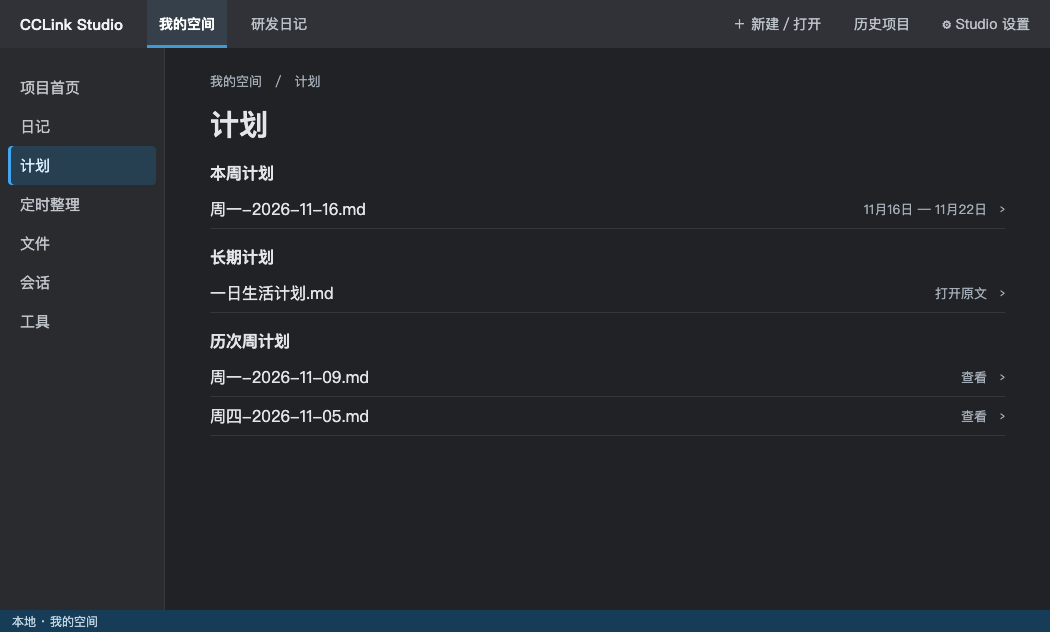 CCLink Studio 我的空间 研发日记 + 新建 / 打开 历史项目 ⚙ Studio 设置
项目首页
日记
计划
定时整理
文件
会话
工具
我的空间 / 计划
计划
本周计划
周一-2026-11-16.md 11月16日 — 11月22日 >
长期计划
一日生活计划.md 打开原文 >
历次周计划
周一-2026-11-09.md 查看 >
周四-2026-11-05.md 查看 >
本地 · 我的空间